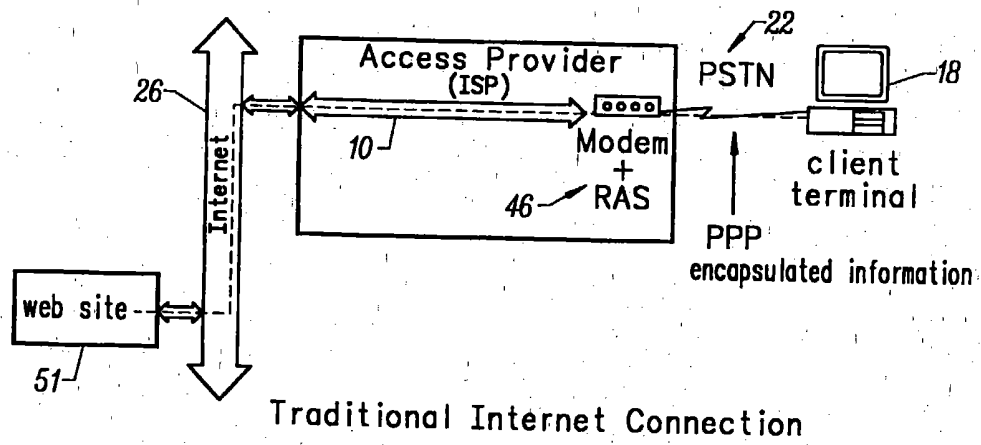 22
Access Provider
(ISP)
PSTN
18
26
10
Internet
Modem
+
RAS
46
client
terminal
PPP
encapsulated information
web site
51
Traditional Internet Connection